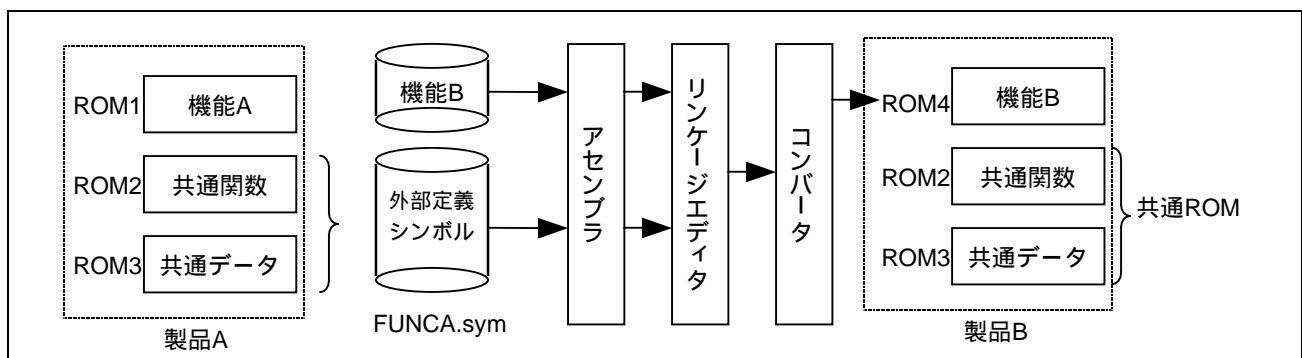 ROM1
機能A
ROM2
共通関数
ROM3
共通データ
製品A
機能B
外部定義
シンボル
FUNCA.sym
アセンブラ
リンケージエディタ
コンバータ
ROM4
機能B
ROM2
共通関数
ROM3
共通データ
共通ROM
製品B